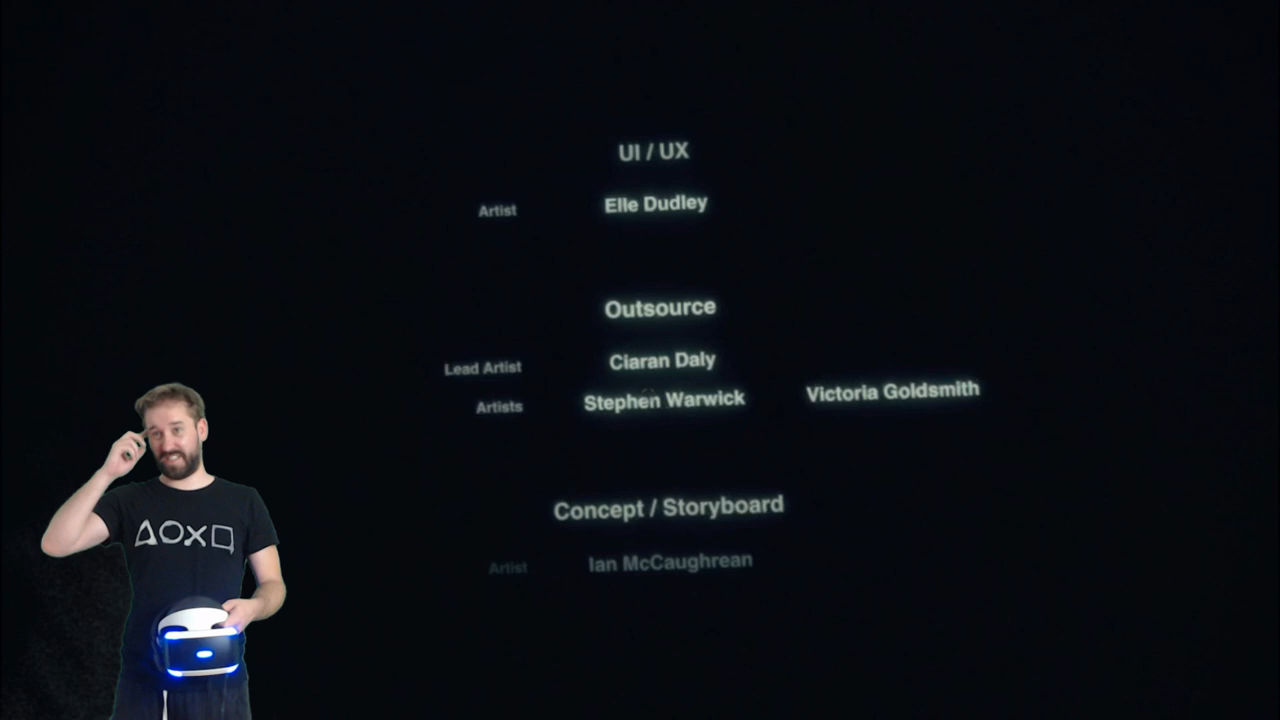 UI / UX
Artist Elle Dudley
Outsource
Lead Artist Ciaran Daly
Artists Stephen Warwick Victoria Goldsmith
Concept / Storyboard
Artist Ian McCaughrean